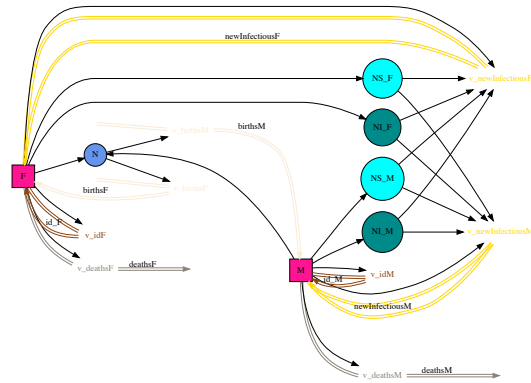 newInfectiousF
NS_F
v_newInfectiousF
NI_F
v_birthsM
birthsM
N
F
NS_M
birthsF
v_birthsF
id_F
v_idF
NI_M
v_newInfectiousM
v_deathsF
deathsF
M
id_M
v_idM
newInfectiousM
v_deathsM
deathsM